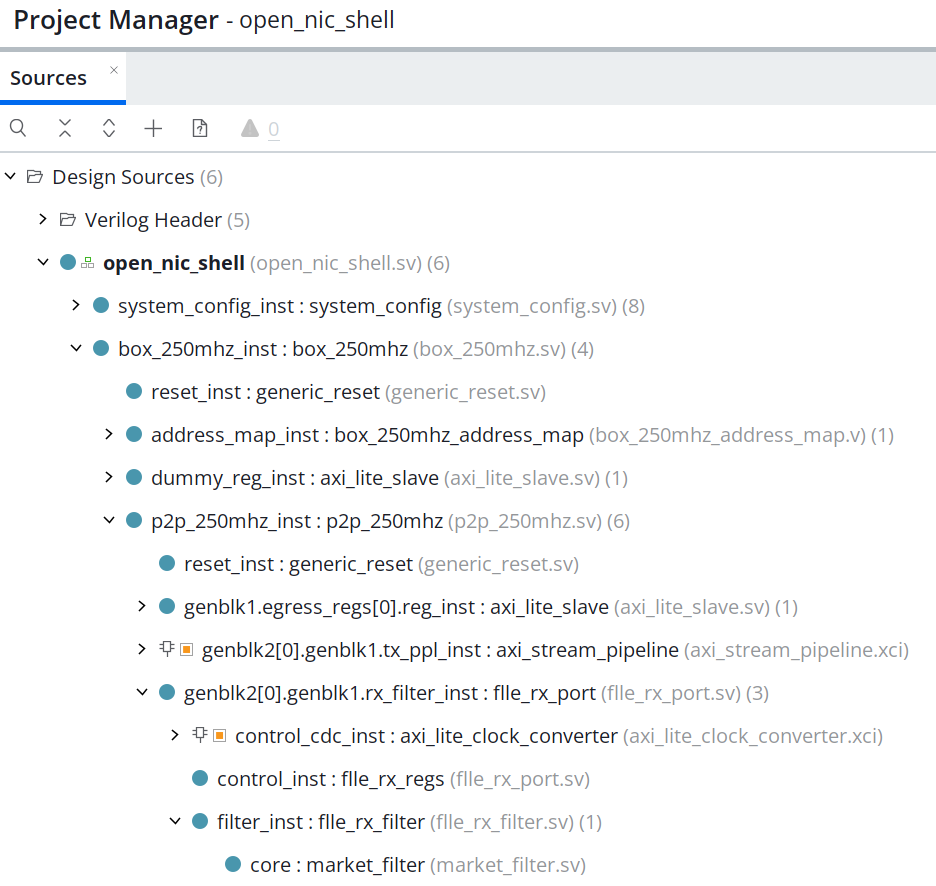 Project Manager - open_nic_shell
Sources
0
Design Sources (6)
Verilog Header (5)
open_nic_shell (open_nic_shell.sv) (6)
system_config_inst : system_config (system_config.sv) (8)
box_250mhz_inst : box_250mhz (box_250mhz.sv) (4)
reset_inst : generic_reset (generic_reset.sv)
address_map_inst : box_250mhz_address_map (box_250mhz_address_map.v) (1)
dummy_reg_inst : axi_lite_slave (axi_lite_slave.sv) (1)
p2p_250mhz_inst : p2p_250mhz (p2p_250mhz.sv) (6)
reset_inst : generic_reset (generic_reset.sv)
genblk1.egress_regs[0].reg_inst : axi_lite_slave (axi_lite_slave.sv) (1)
genblk2[0].genblk1.tx_ppl_inst : axi_stream_pipeline (axi_stream_pipeline.xci)
genblk2[0].genblk1.rx_filter_inst : flle_rx_port (flle_rx_port.sv) (3)
control_cdc_inst : axi_lite_clock_converter (axi_lite_clock_converter.xci)
control_inst : flle_rx_regs (flle_rx_port.sv)
filter_inst : flle_rx_filter (flle_rx_filter.sv) (1)
core : market_filter (market_filter.sv)